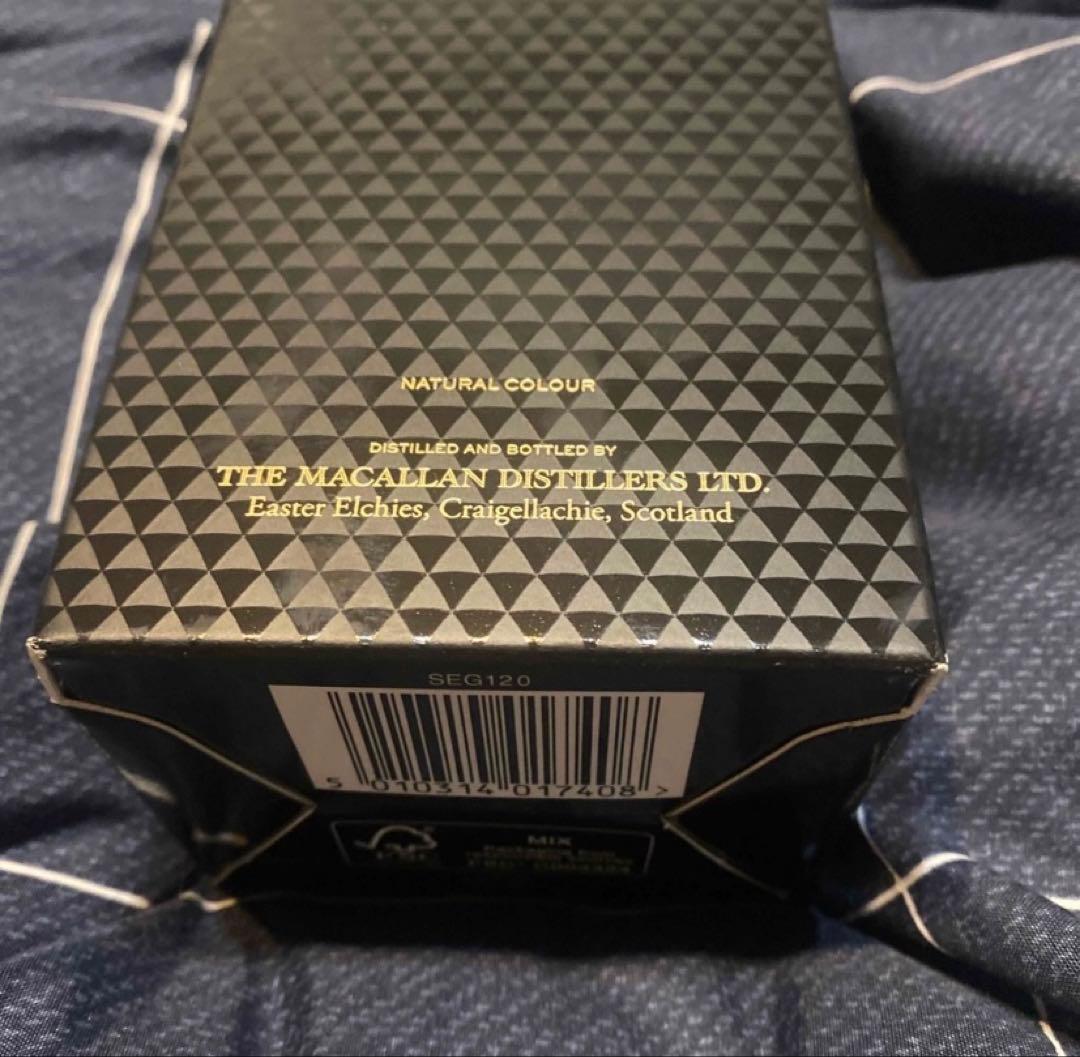 NATURAL COLOUR
DISTILLED AND BOTTLED BY
THE MACALLAN DISTILLERS LTD.
Easter Elchies, Craigellachie, Scotland
SEG120
5 010314 017408 >
MIX